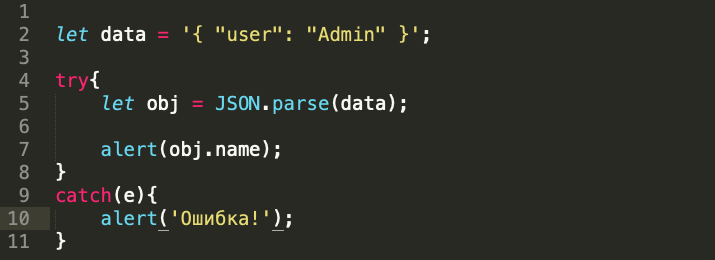 1
2 let data = '{ "user": "Admin" }';
3
4 try{
5     let obj = JSON.parse(data);
6
7     alert(obj.name);
8 }
9 catch(e){
10     alert('Ошибка!');
11 }